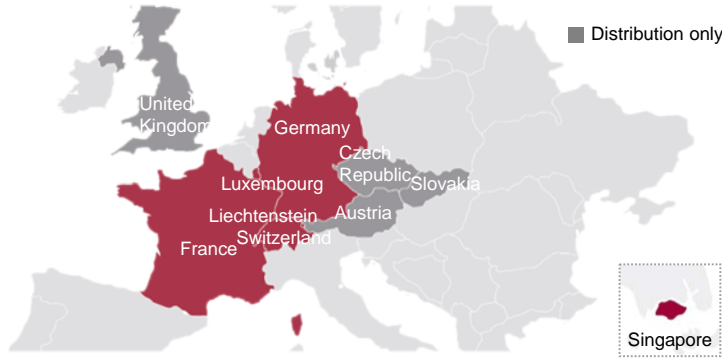 Distribution only
United
Kingdom
Germany
Czech
Republic
Slovakia
Luxembourg
Liechtenstein
Austria
Switzerland
France
Singapore